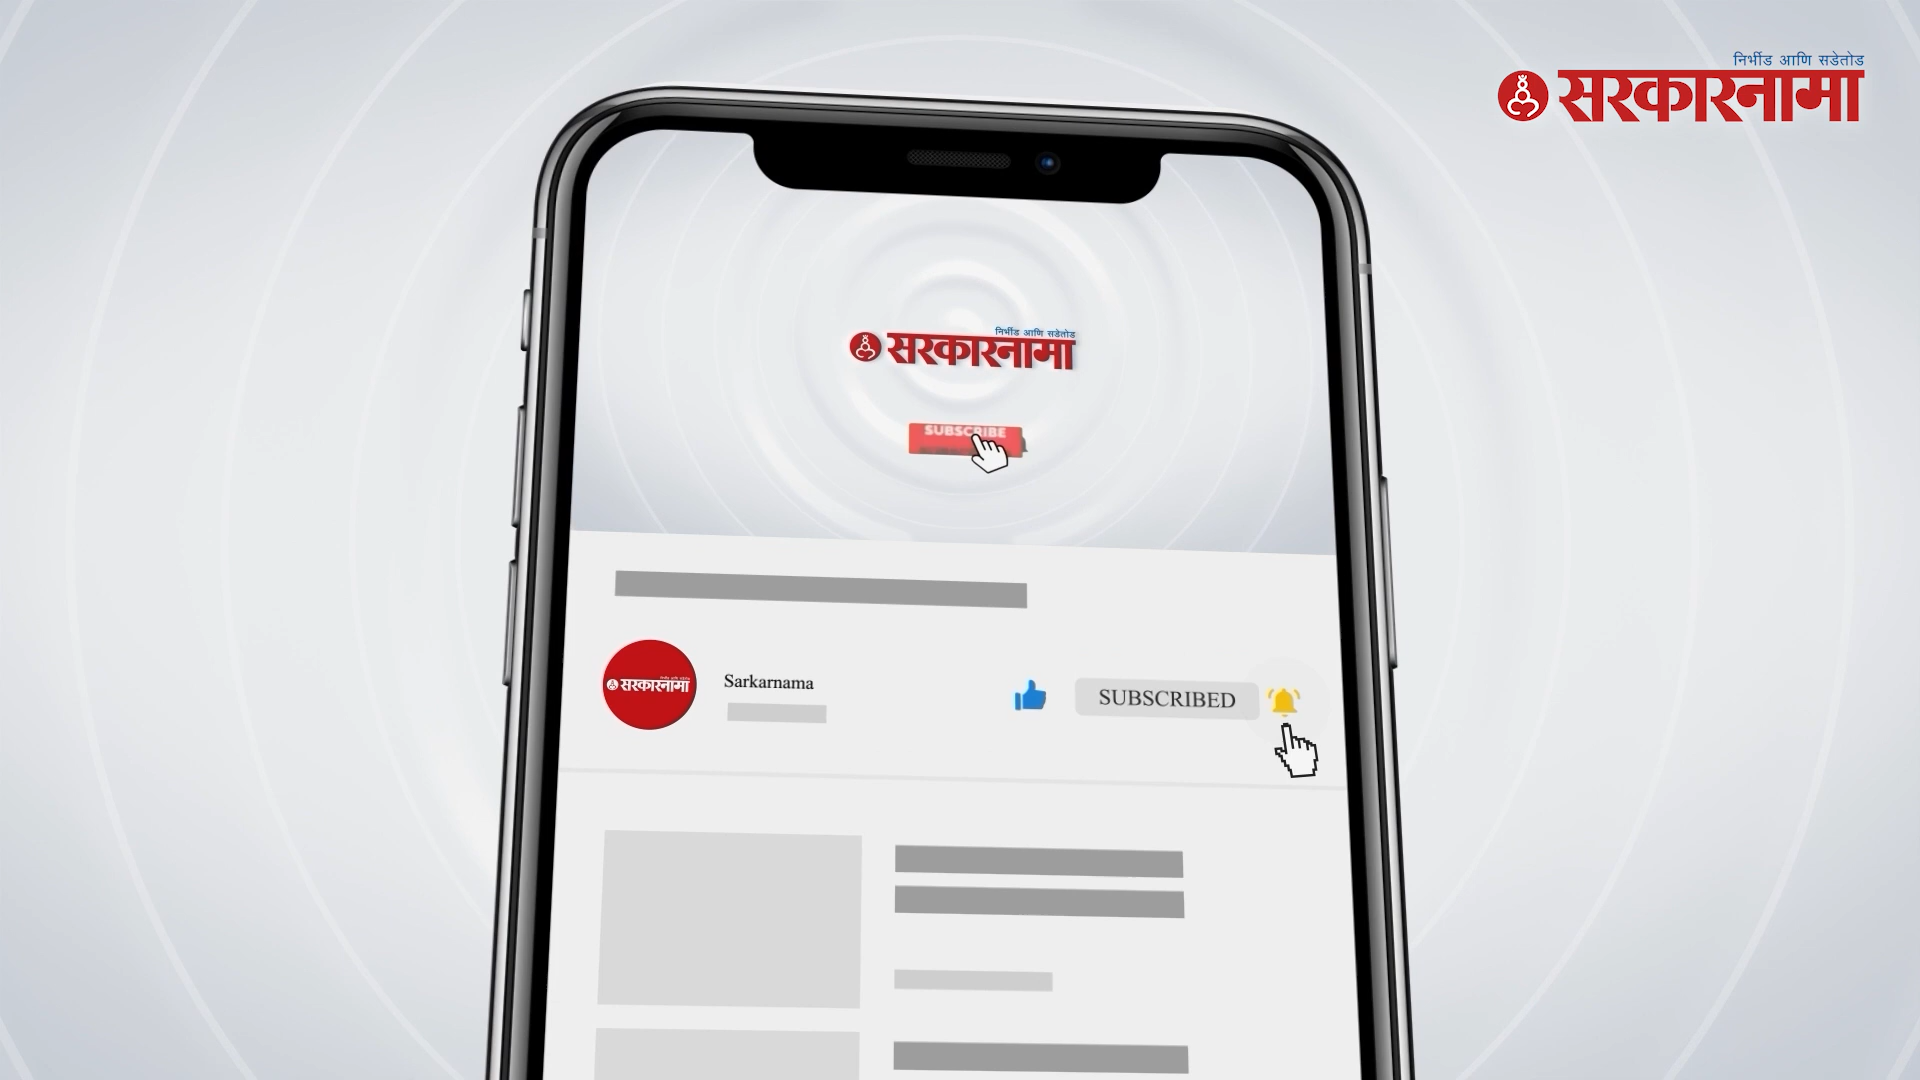 निर्भीड आणि सडेतोड
सरकारनामा
निर्भीड आणि सडेतोड
सरकारनामा
SUBSCRIBE
सरकारनामा
Sarkarnama
SUBSCRIBED